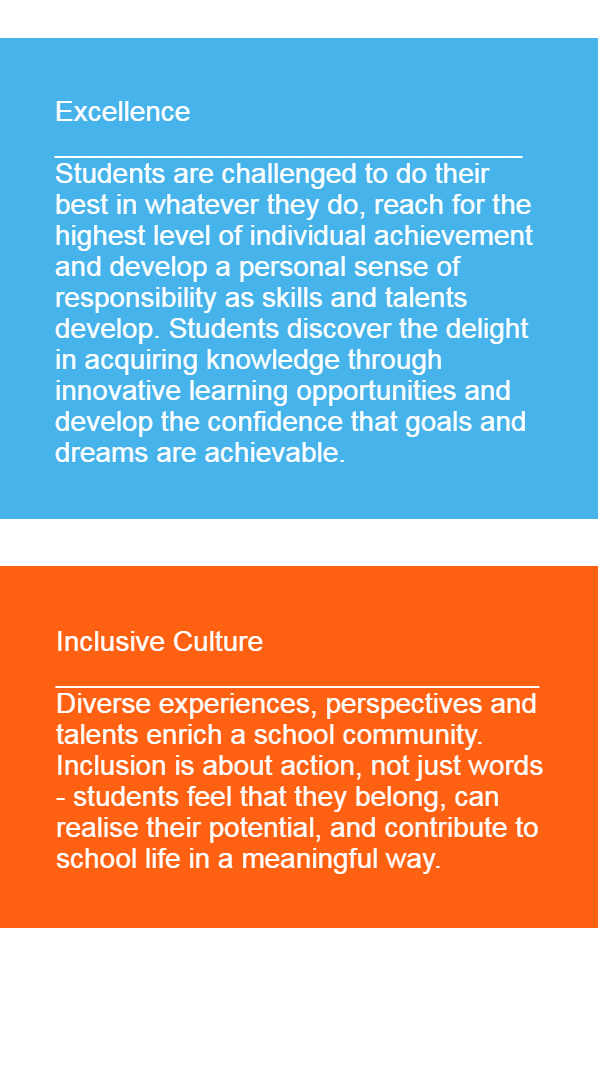 Excellence
Students are challenged to do their
best in whatever they do, reach for the
highest level of individual achievement
and develop a personal sense of
responsibility as skills and talents
develop. Students discover the delight
in acquiring knowledge through
innovative learning opportunities and
develop the confidence that goals and
dreams are achievable.
Inclusive Culture
Diverse experiences, perspectives and
talents enrich a school community.
Inclusion is about action, not just words
- students feel that they belong, can
realise their potential, and contribute to
school life in a meaningful way.